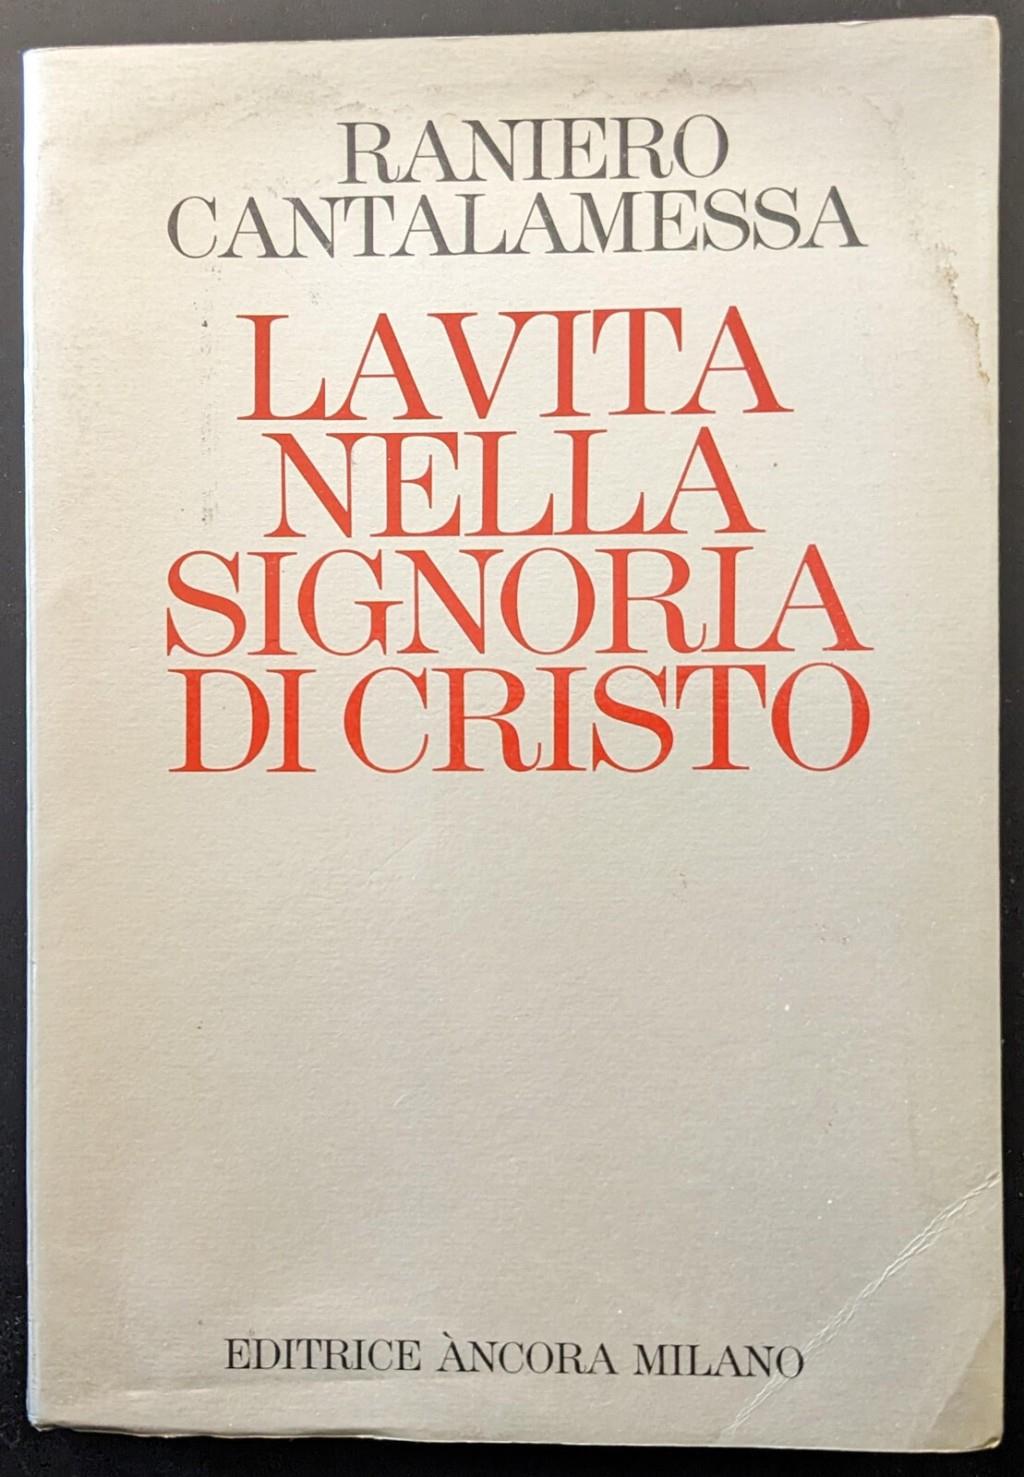 RANIERO
CANTALAMESSA
LA VITA
NELLA
SIGNORIA
DI CRISTO
EDITRICE ÀNCORA MILANO